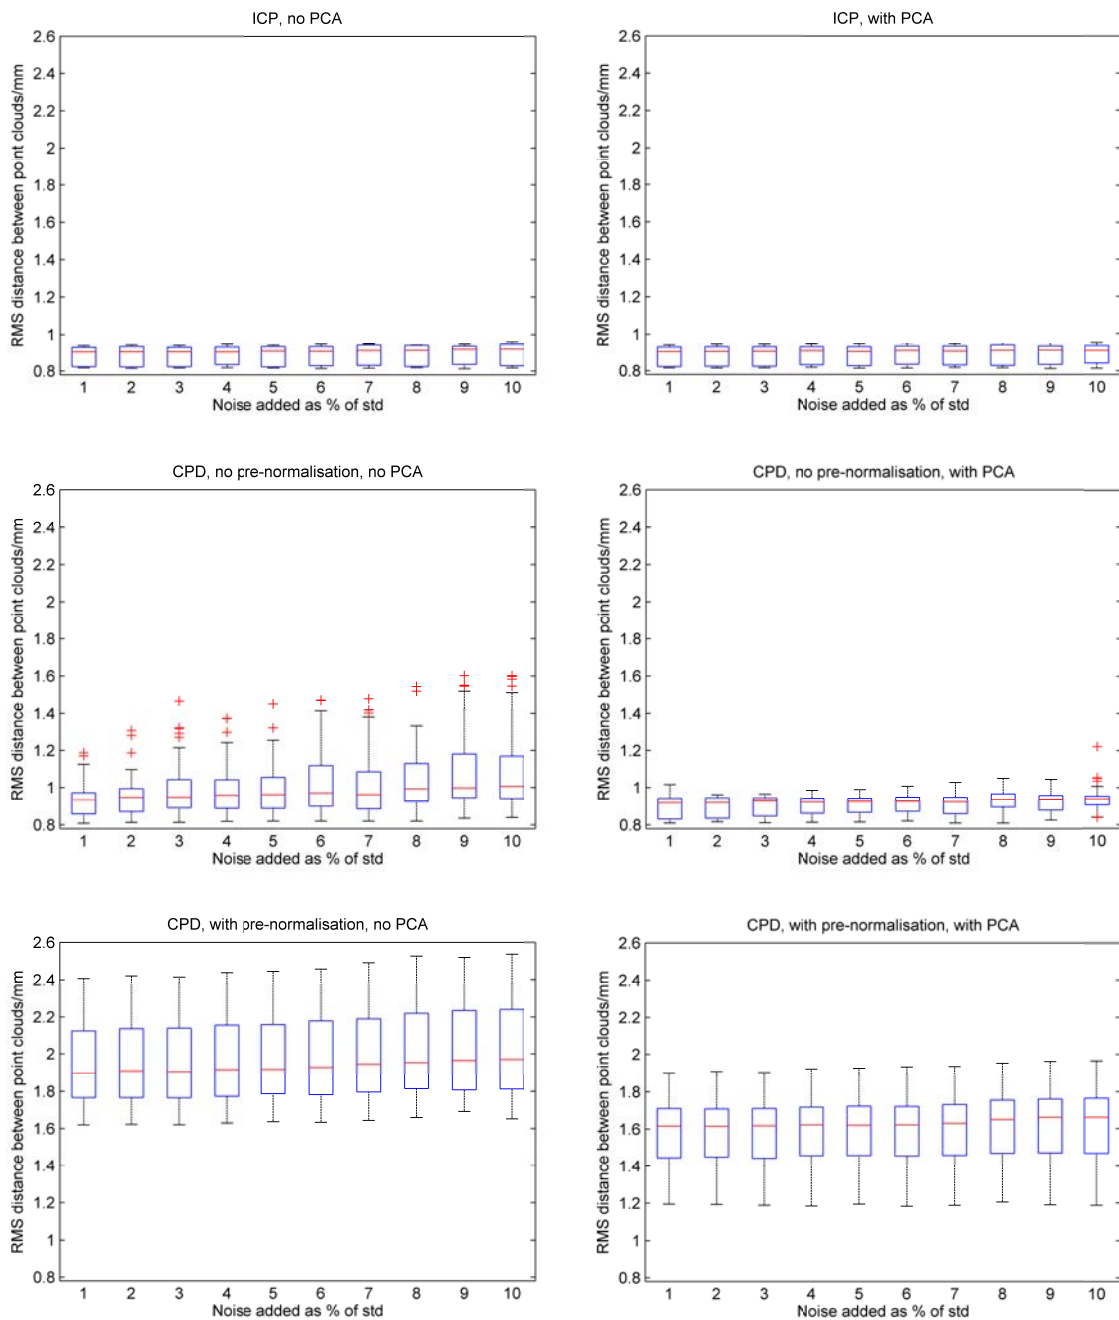 ICP, no PCA
RMS distance between point clouds/mm
2.6
2.4
2.2
2
1.8
1.6
1.4
1.2
1
0.8
1 2 3 4 5 6 7 8 9 10
Noise added as % of std
ICP, with PCA
RMS distance between point clouds/mm
2.6
2.4
2.2
2
1.8
1.6
1.4
1.2
1
0.8
1 2 3 4 5 6 7 8 9 10
Noise added as % of std
CPD, no pre-normalisation, no PCA
RMS distance between point clouds/mm
2.6
2.4
2.2
2
1.8
1.6
1.4
1.2
1
0.8
1 2 3 4 5 6 7 8 9 10
Noise added as % of std
CPD, no pre-normalisation, with PCA
RMS distance between point clouds/mm
2.6
2.4
2.2
2
1.8
1.6
1.4
1.2
1
0.8
1 2 3 4 5 6 7 8 9 10
Noise added as % of std
CPD, with pre-normalisation, no PCA
RMS distance between point clouds/mm
2.6
2.4
2.2
2
1.8
1.6
1.4
1.2
1
0.8
1 2 3 4 5 6 7 8 9 10
Noise added as % of std
CPD, with pre-normalisation, with PCA
RMS distance between point clouds/mm
2.6
2.4
2.2
2
1.8
1.6
1.4
1.2
1
0.8
1 2 3 4 5 6 7 8 9 10
Noise added as % of std